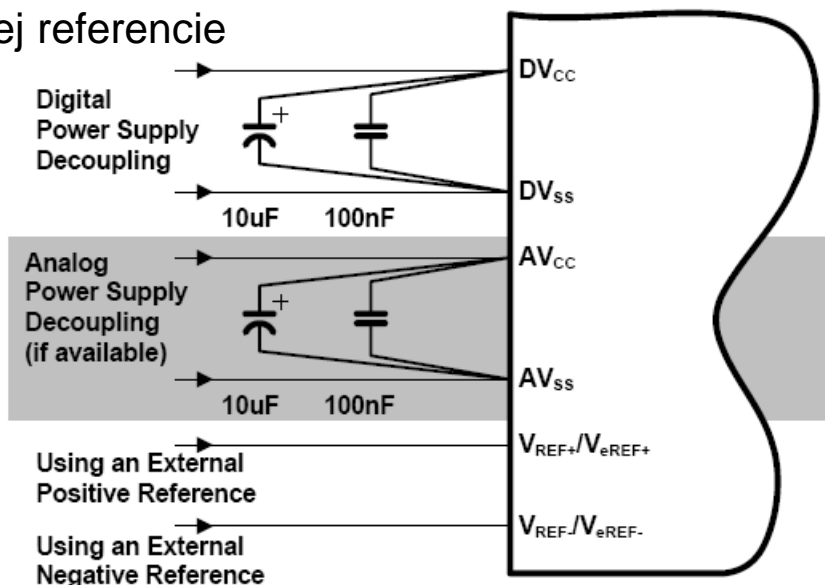 ej referencie
Digital
Power Supply
Decoupling
+
10uF
100nF
DVCC
DVSS
Analog
Power Supply
Decoupling
(if available)
+
10uF
100nF
AVCC
AVSS
Using an External
Positive Reference
VREF+/VeREF+
Using an External
Negative Reference
VREF-/VeREF-